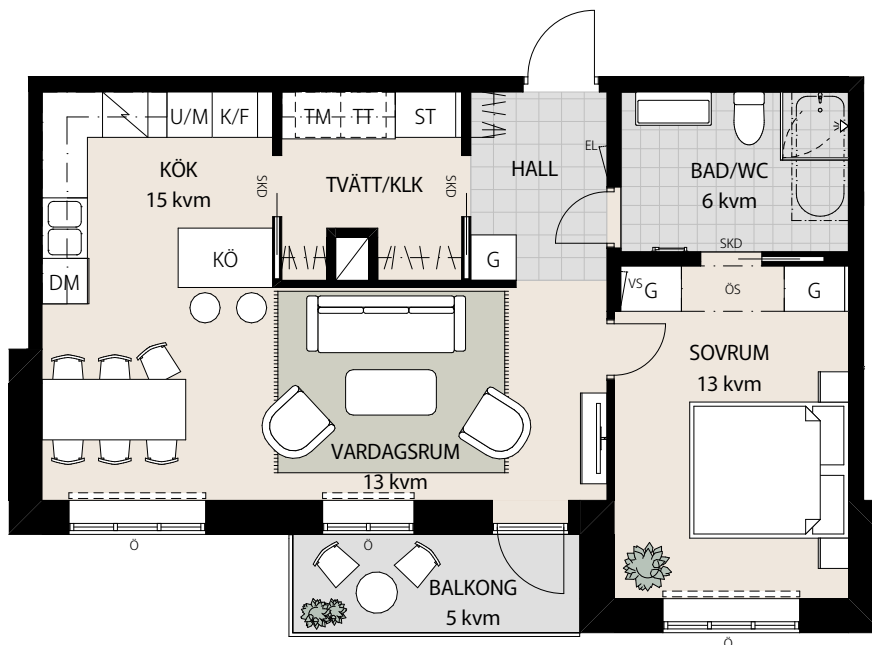 U/M K/F
TM TT ST
KÖK
15 kvm
SKD
TVÄTT/KLK
SKD
HALL
EL
BAD/WC
6 kvm
SKD
KÖ
G
DM
VS G
ÖS
G
SOVRUM
13 kvm
VARDAGSRUM
13 kvm
Ö
Ö
BALKONG
5 kvm
Ö